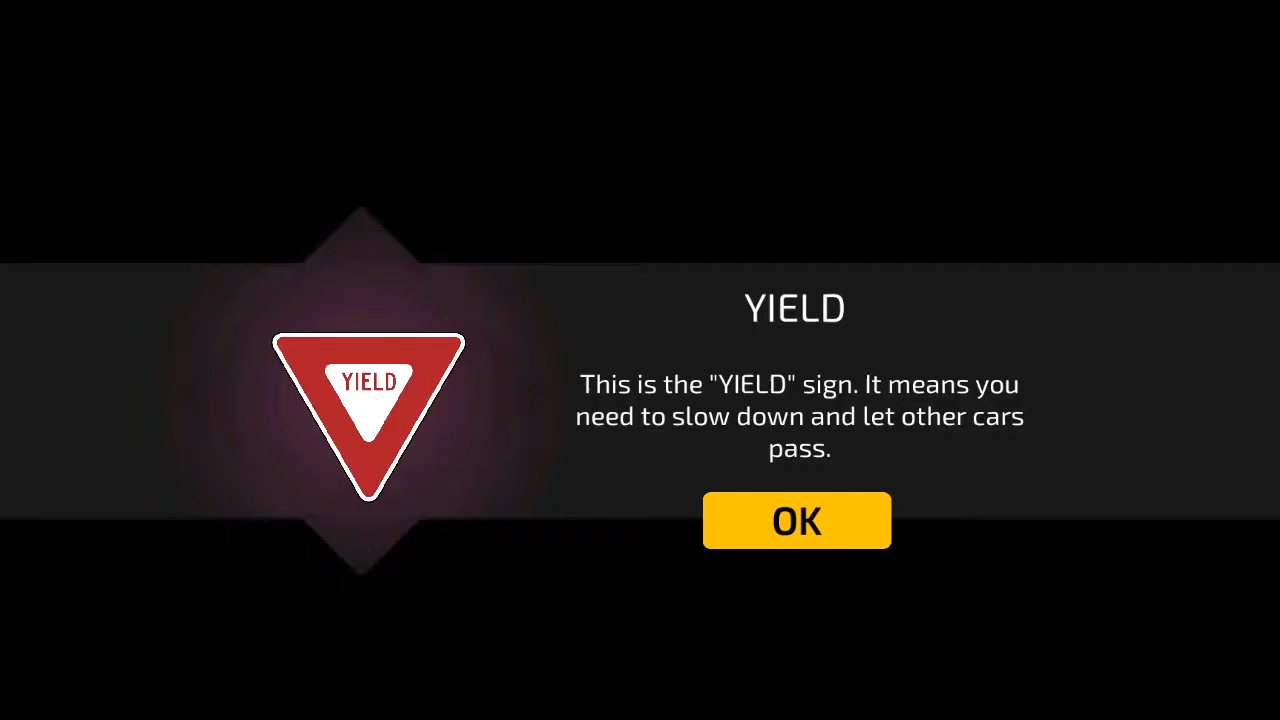 YIELD
YIELD
This is the "YIELD" sign. It means you
need to slow down and let other cars
pass.
OK